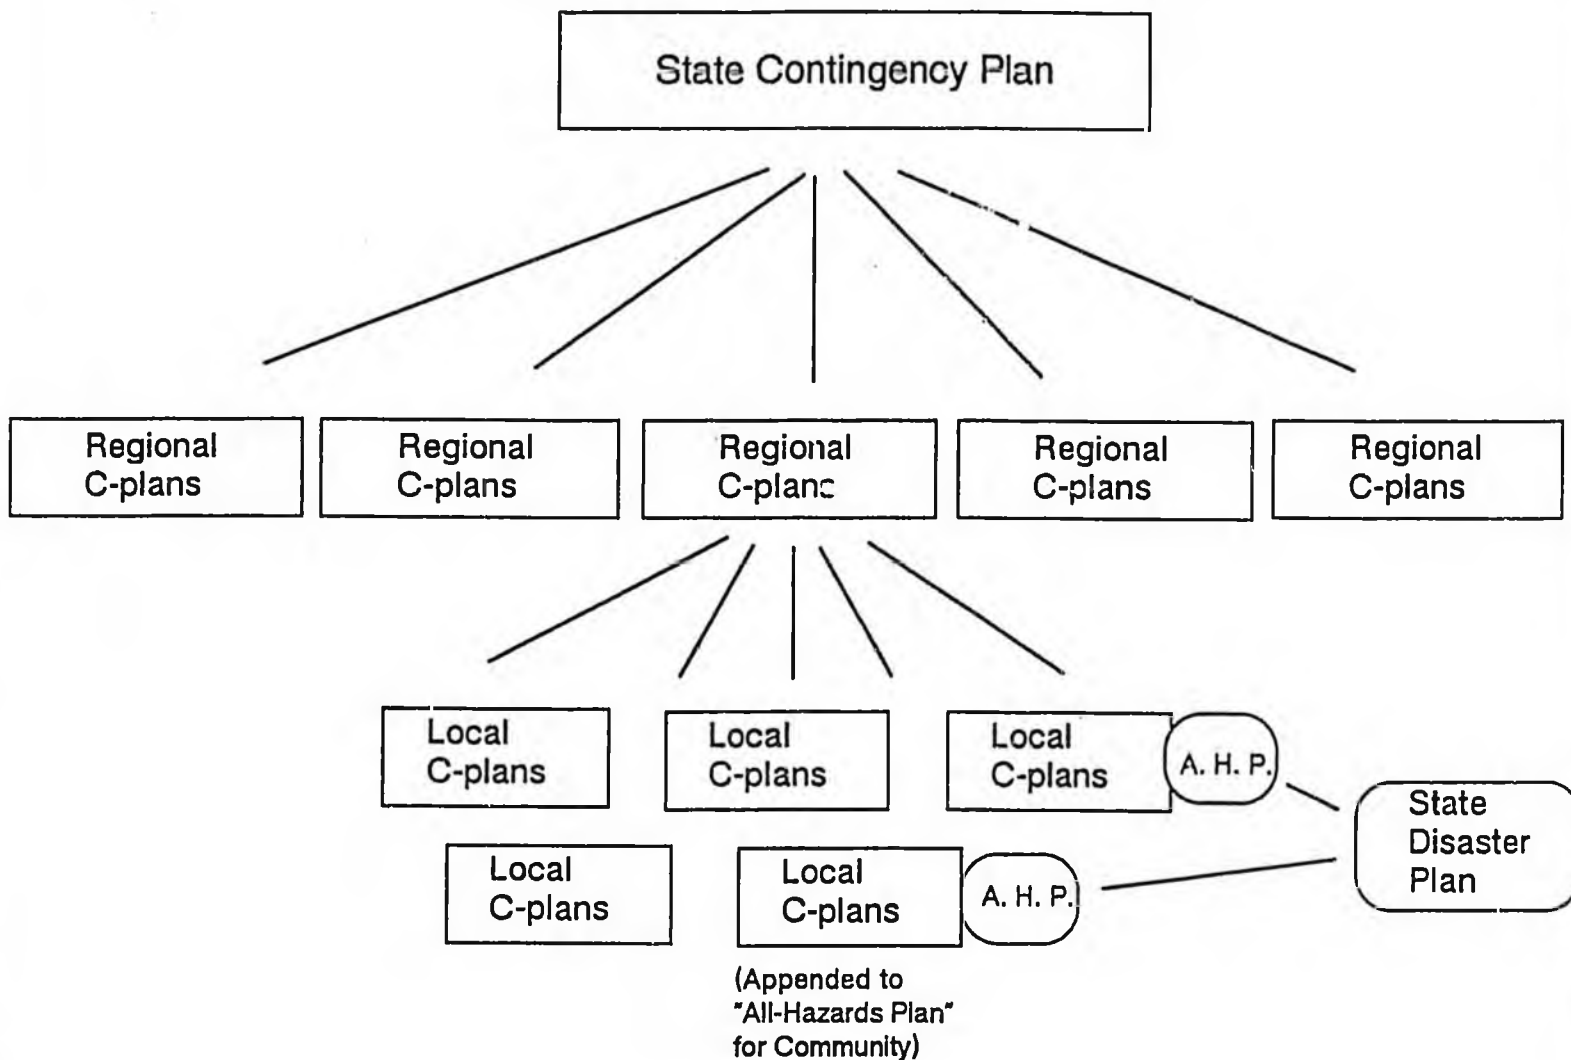 State Contingency Plan
Regional
C-plans
Regional
C-plans
Regional
C-plans
Regional
C-plans
Regional
C-plans
Local
C-plans
Local
C-plans
Local
C-plans
A. H. P.
State
Disaster
Plan
Local
C-plans
Local
C-plans
A. H. P.
(Appended to
"All-Hazards Plan"
for Community)